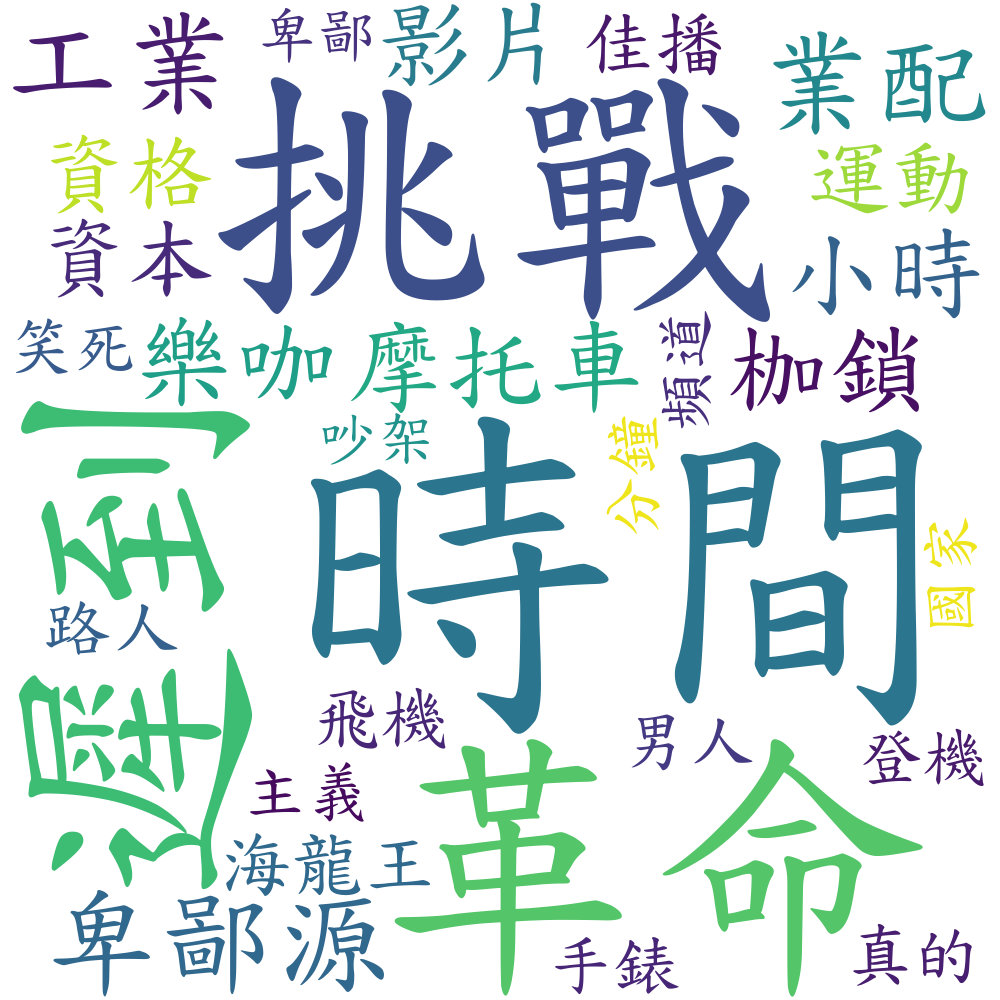 工業
卑鄙
影片
佳播
業配
挑戰
資格
運動
資本
小時
笑死
樂咖
摩托車
頻道
枷鎖
遲到
吵架
時間
分鐘
國家
路人
飛機
男人
登機
主義
革命
海龍王
卑鄙源
手錶
真的